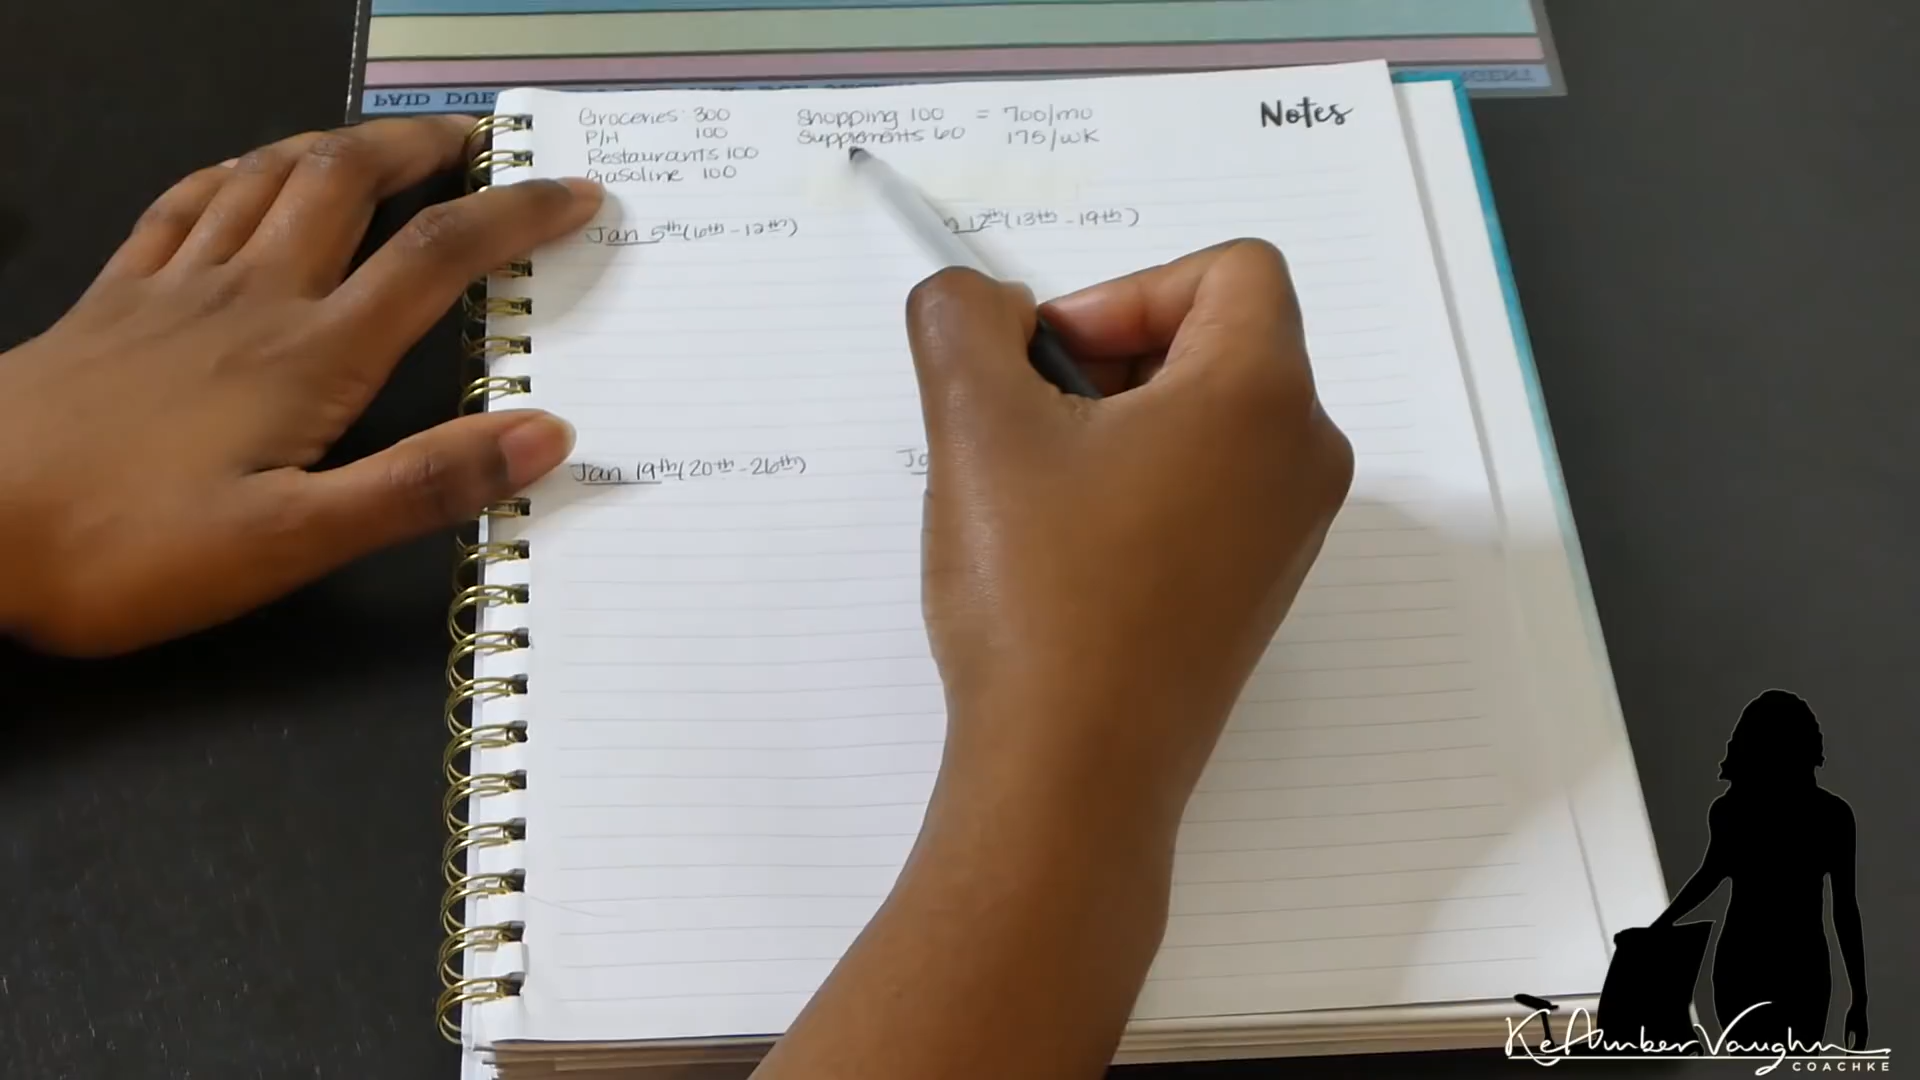 PAID DUE
Notes
Groceries: 300 Shopping 100 = 700/mo
P/H 100 Supplements 60 175/wk
Restaurants 100
Gasoline 100
Jan 5th (6th - 12th) 12th (13th - 19th)
Jan 19th (20th - 26th)
KeAmber Vaughn
COACHKE